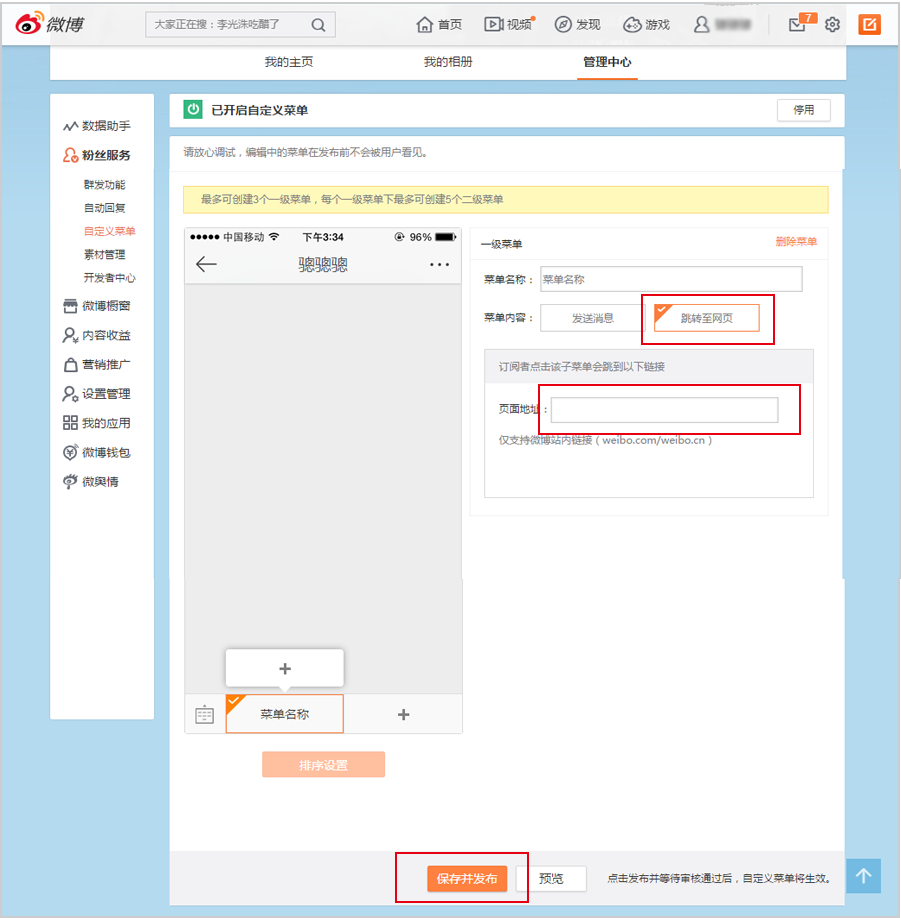 微博
大家正在搜：李光洙吃醋了
首页
视频
发现
游戏
7
我的主页
我的相册
管理中心
数据助手
粉丝服务
群发功能
自动回复
自定义菜单
素材管理
开发者中心
微博橱窗
内容收益
营销推广
设置管理
我的应用
微博钱包
微舆情
已开启自定义菜单
停用
请放心调试，编辑中的菜单在发布前不会被用户看见。
最多可创建3个一级菜单，每个一级菜单下最多可创建5个二级菜单
中国移动 下午3:34 96%
骢骢骢
+
菜单名称
+
排序设置
一级菜单
删除菜单
菜单名称： 菜单名称
菜单内容： 发送消息 跳转至网页
订阅者点击该子菜单会跳到以下链接
页面地址：
仅支持微博站内链接（weibo.com/weibo.cn）
保存并发布
预览
点击发布并等待审核通过后，自定义菜单将生效。